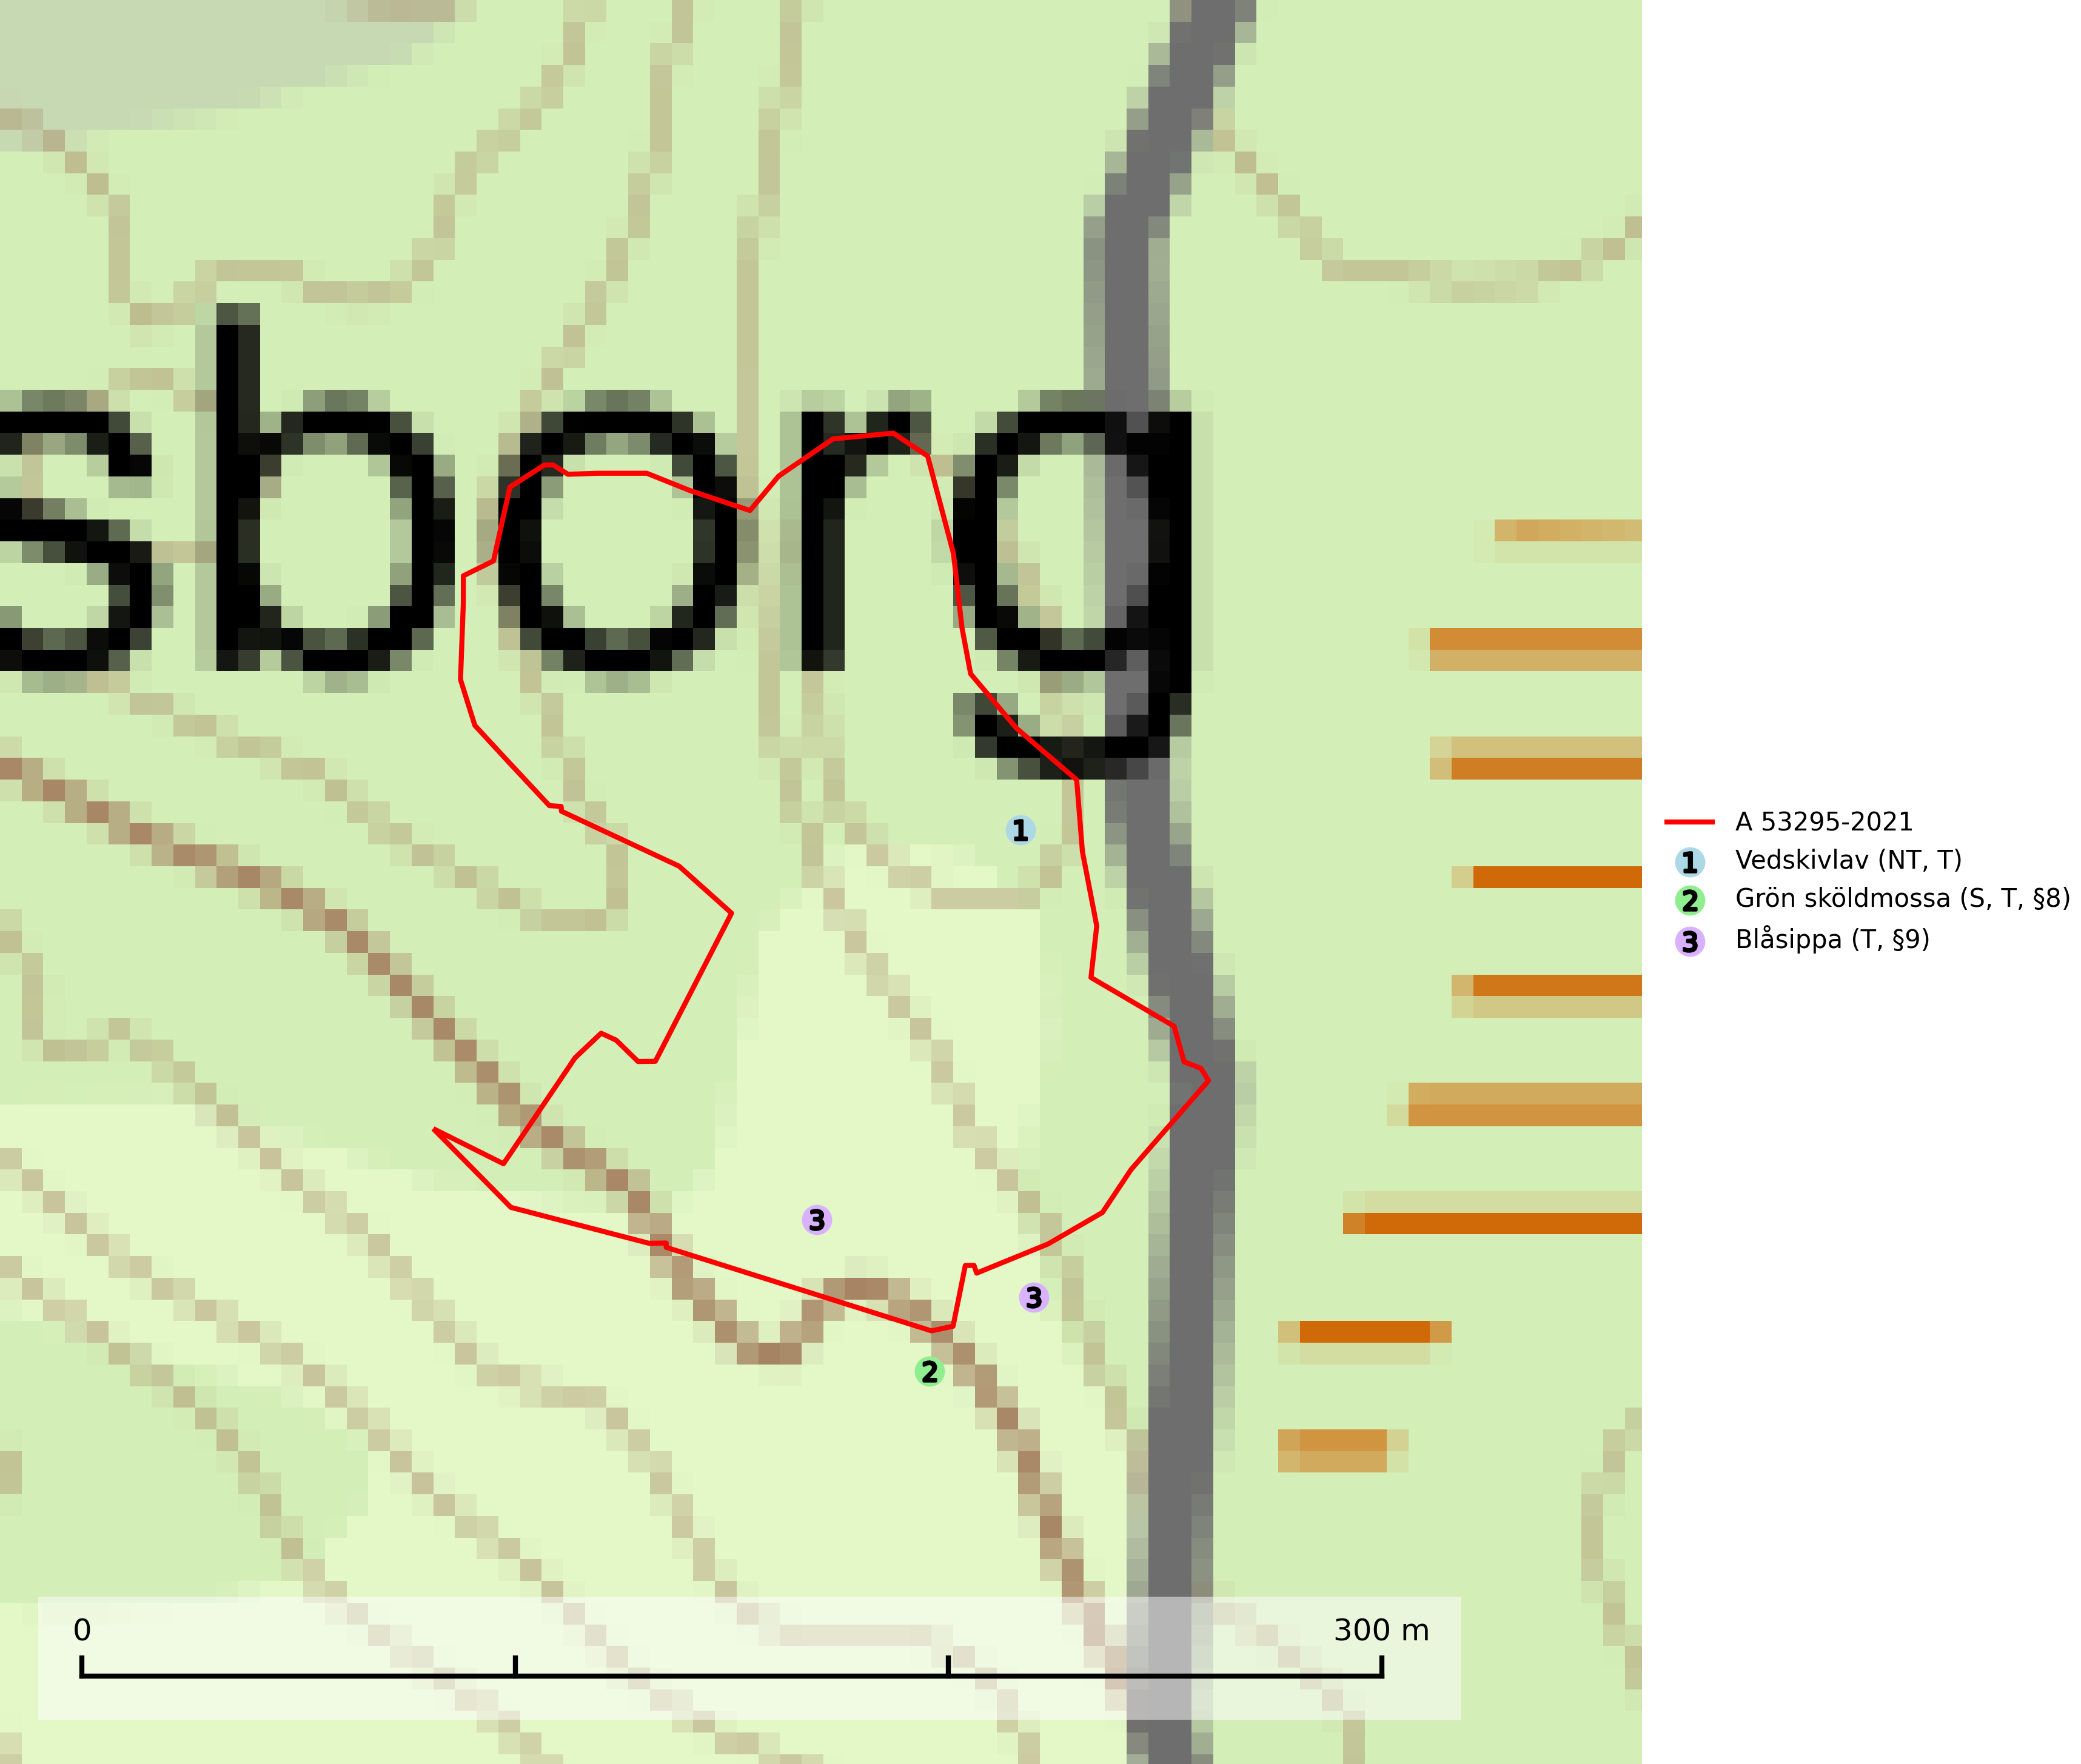 sborg
1
3
3
2
0 300 m
A 53295-2021
1 Vedskivlav (NT, T)
2 Grön sköldmossa (S, T, §8)
3 Blåsippa (T, §9)